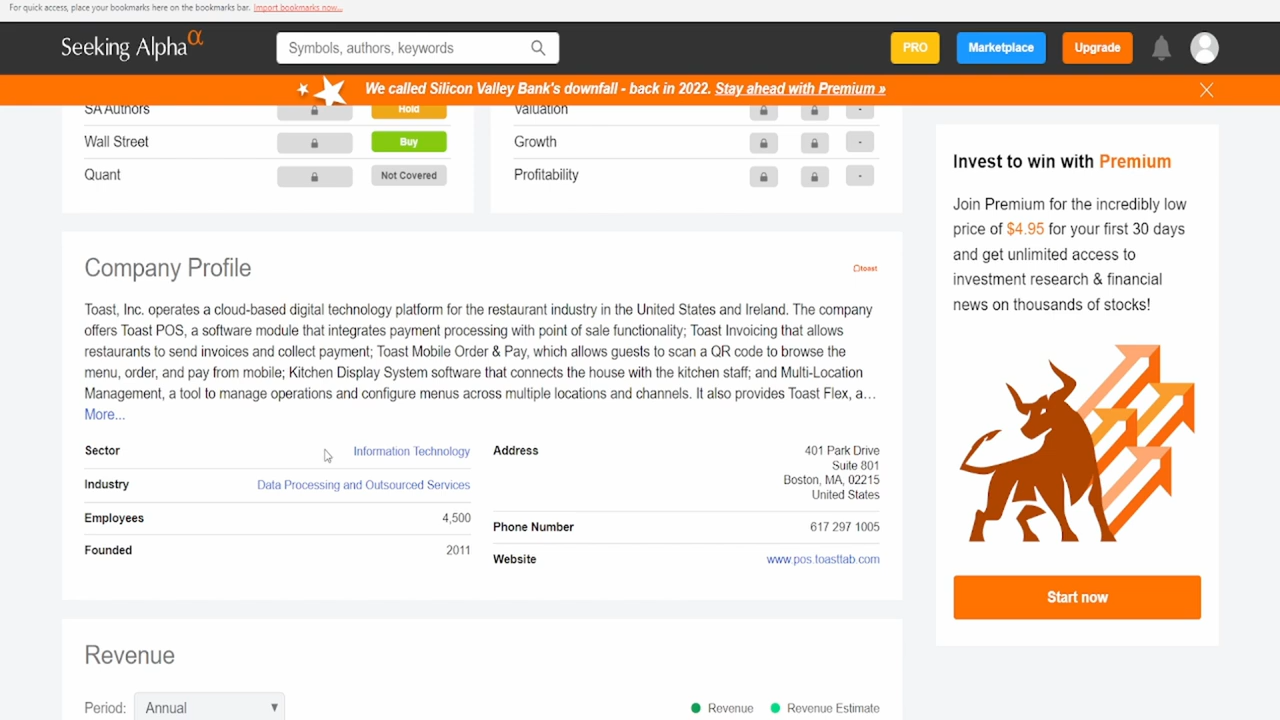 For quick access, place your bookmarks here on the bookmarks bar. Import bookmarks now...
Seeking Alphaα
Symbols, authors, keywords
PRO
Marketplace
Upgrade
We called Silicon Valley Bank's downfall - back in 2022. Stay ahead with Premium »
SA Authors
Hold
Wall Street
Buy
Quant
Not Covered
Valuation
-
Growth
-
Profitability
-
Company Profile
toast
Toast, Inc. operates a cloud-based digital technology platform for the restaurant industry in the United States and Ireland. The company
offers Toast POS, a software module that integrates payment processing with point of sale functionality; Toast Invoicing that allows
restaurants to send invoices and collect payment; Toast Mobile Order & Pay, which allows guests to scan a QR code to browse the
menu, order, and pay from mobile; Kitchen Display System software that connects the house with the kitchen staff; and Multi-Location
Management, a tool to manage operations and configure menus across multiple locations and channels. It also provides Toast Flex, a…
More...
Sector
Information Technology
Industry
Data Processing and Outsourced Services
Employees
4,500
Founded
2011
Address
401 Park Drive
Suite 801
Boston, MA, 02215
United States
Phone Number
617 297 1005
Website
www.pos.toasttab.com
Revenue
Period:
Annual
Revenue
Revenue Estimate
Invest to win with Premium
Join Premium for the incredibly low
price of $4.95 for your first 30 days
and get unlimited access to
investment research & financial
news on thousands of stocks!
Start now